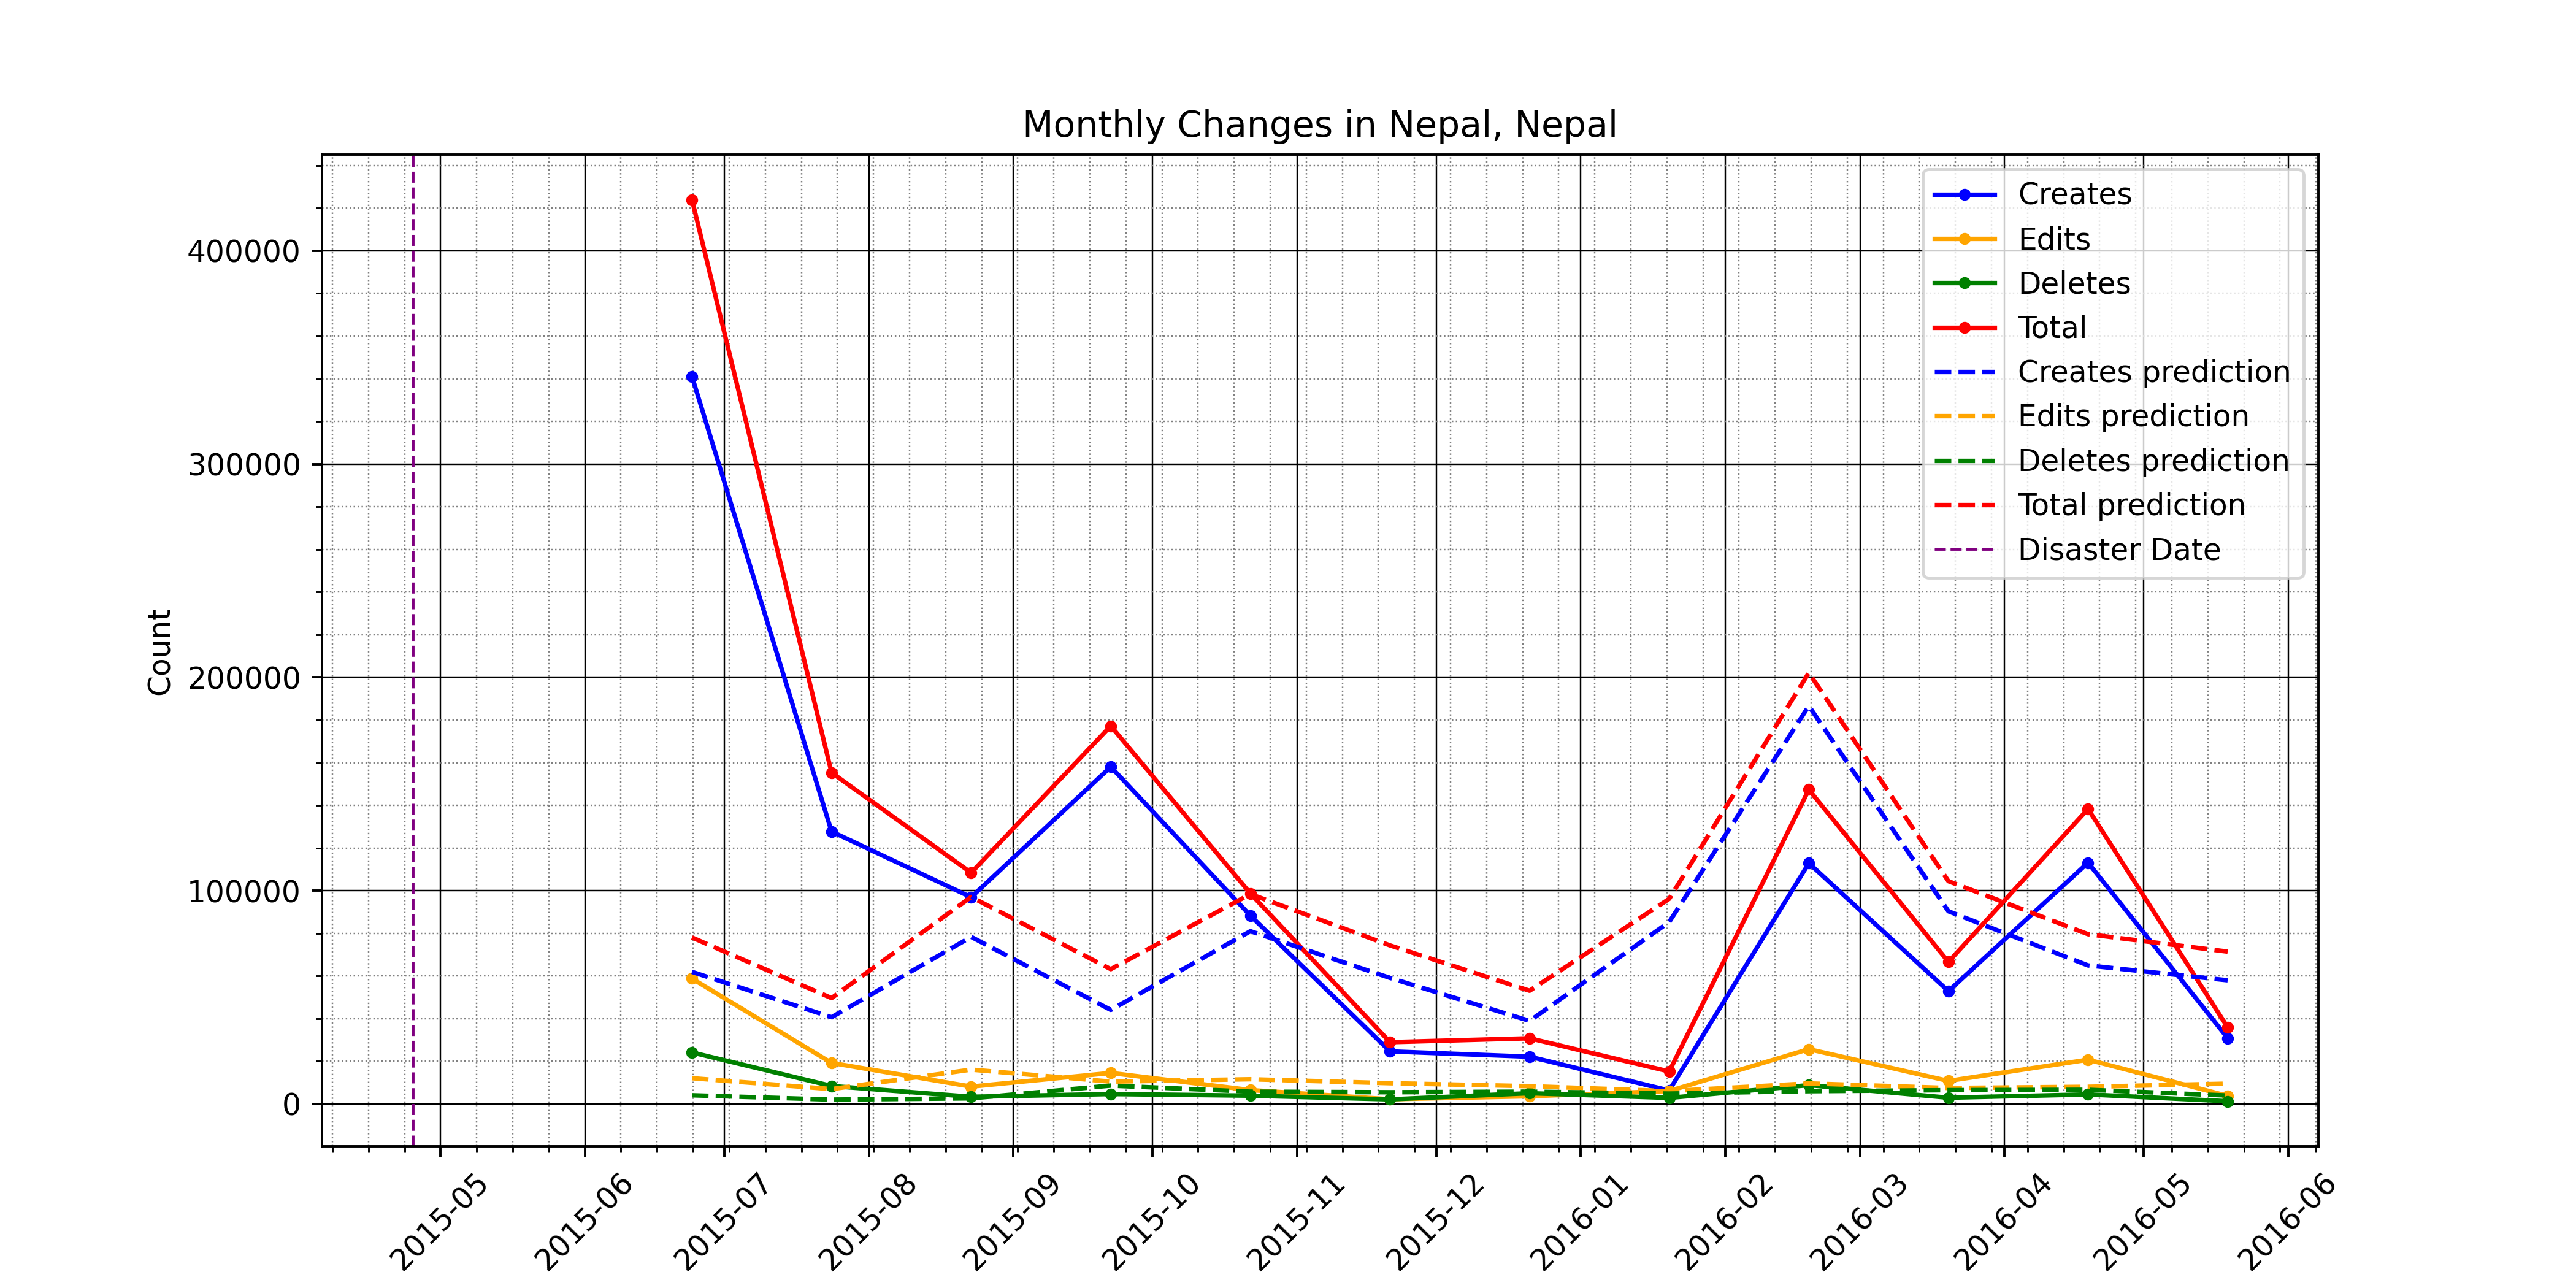 Monthly Changes in Nepal, Nepal
Count
400000
300000
200000
100000
0
Creates
Edits
Deletes
Total
Creates prediction
Edits prediction
Deletes prediction
Total prediction
Disaster Date
2015-05
2015-06
2015-07
2015-08
2015-09
2015-10
2015-11
2015-12
2016-01
2016-02
2016-03
2016-04
2016-05
2016-06